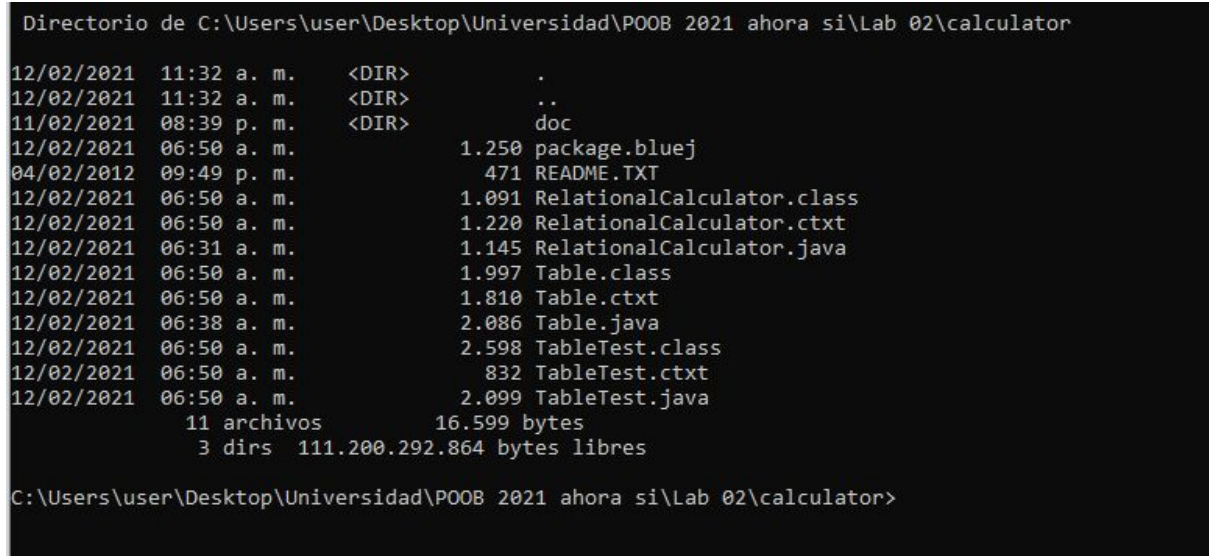 Directorio de C:\Users\user\Desktop\Universidad\POOB 2021 ahora si\Lab 02\calculator
12/02/2021  11:32 a. m.    <DIR>          .
12/02/2021  11:32 a. m.    <DIR>          ..
11/02/2021  08:39 p. m.    <DIR>          doc
12/02/2021  06:50 a. m.             1.250 package.bluej
04/02/2012  09:49 p. m.               471 README.TXT
12/02/2021  06:50 a. m.             1.091 RelationalCalculator.class
12/02/2021  06:50 a. m.             1.220 RelationalCalculator.ctxt
12/02/2021  06:31 a. m.             1.145 RelationalCalculator.java
12/02/2021  06:50 a. m.             1.997 Table.class
12/02/2021  06:50 a. m.             1.810 Table.ctxt
12/02/2021  06:38 a. m.             2.086 Table.java
12/02/2021  06:50 a. m.             2.598 TableTest.class
12/02/2021  06:50 a. m.               832 TableTest.ctxt
12/02/2021  06:50 a. m.             2.099 TableTest.java
11 archivos         16.599 bytes
3 dirs  111.200.292.864 bytes libres
C:\Users\user\Desktop\Universidad\POOB 2021 ahora si\Lab 02\calculator>